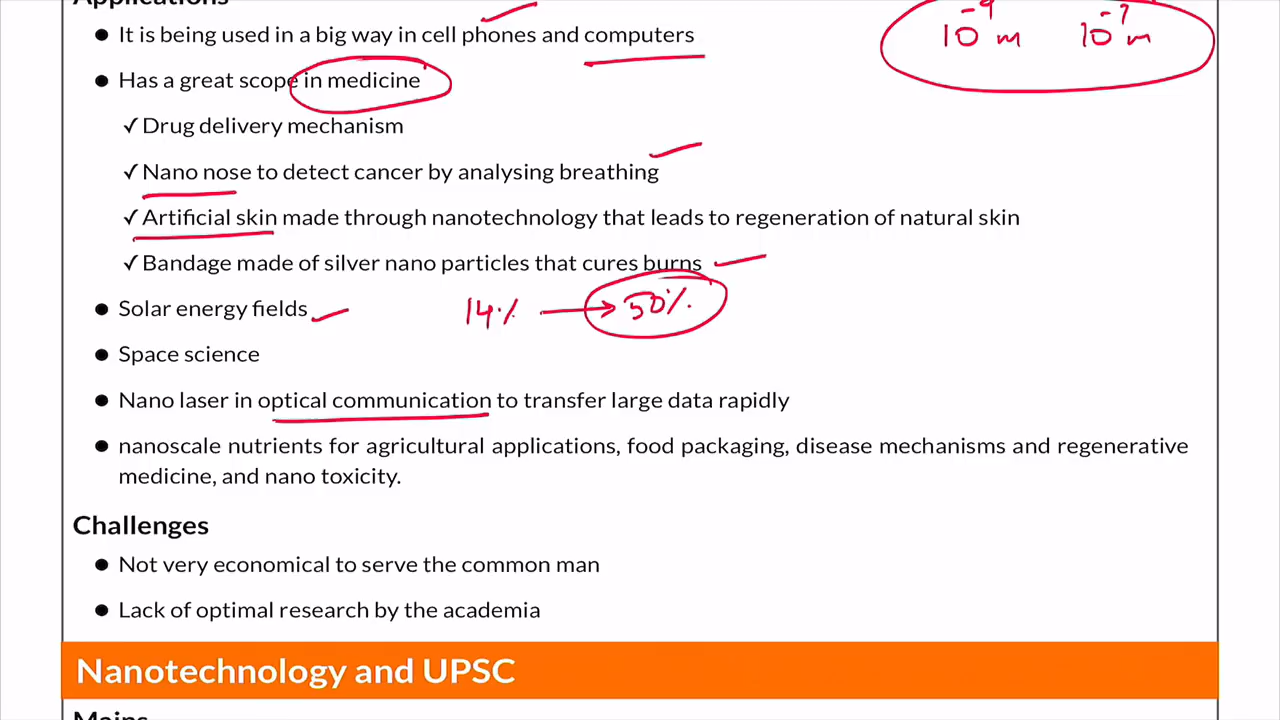 Applications
10⁻⁹ m 10⁻⁷ m
● It is being used in a big way in cell phones and computers
● Has a great scope in medicine
✓ Drug delivery mechanism
✓ Nano nose to detect cancer by analysing breathing
✓ Artificial skin made through nanotechnology that leads to regeneration of natural skin
✓ Bandage made of silver nano particles that cures burns
● Solar energy fields 14% → 50%
● Space science
● Nano laser in optical communication to transfer large data rapidly
● nanoscale nutrients for agricultural applications, food packaging, disease mechanisms and regenerative
medicine, and nano toxicity.
Challenges
● Not very economical to serve the common man
● Lack of optimal research by the academia
Nanotechnology and UPSC
Mains